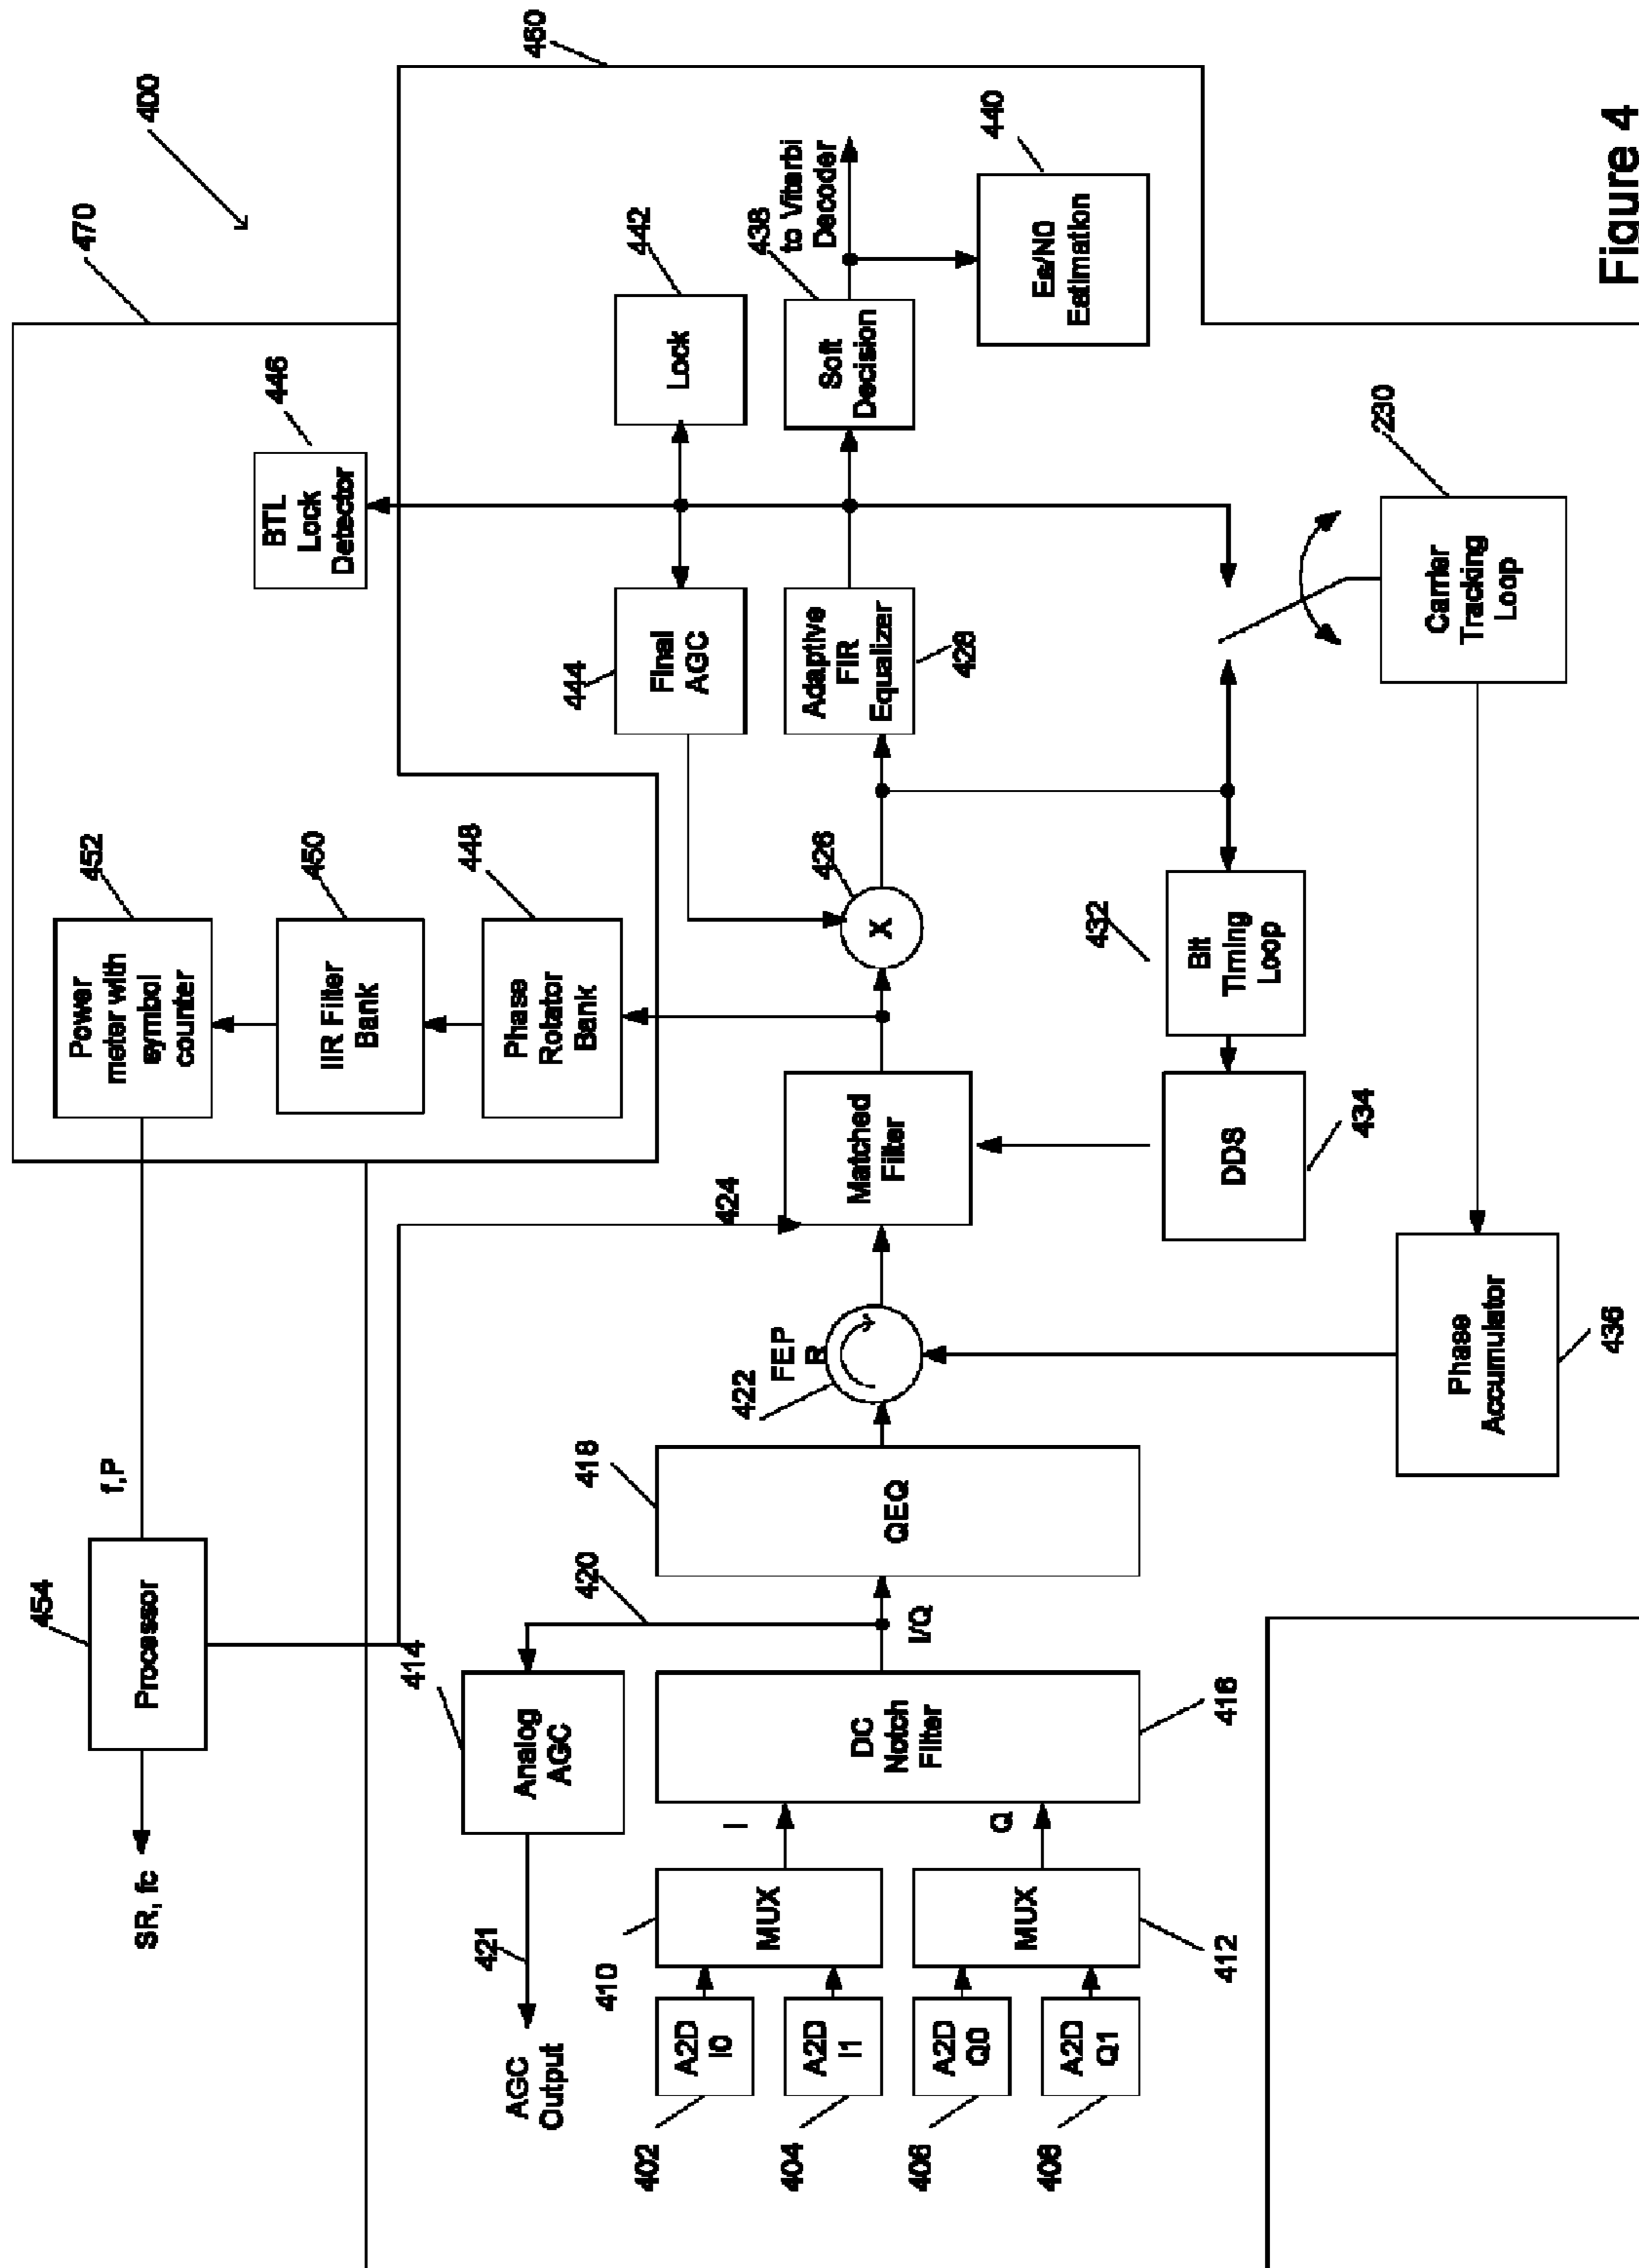 400
470
460
454
Processor
f,P
SR, fc
452
Power
meter with
symbol
counter
450
IIR Filter
Bank
448
Phase
Rotator
Bank
446
BTL
Lock
Detector
442
Lock
444
Final
AGC
414
Analog
AGC
420
421
AGC
Output
402
A2D
I0
404
A2D
I1
406
A2D
Q0
408
A2D
Q1
410
MUX
412
MUX
I
Q
DC
Notch
Filter
416
I/Q
418
QEQ
422
FEP
R
424
Matched
Filter
426
X
Adaptive
FIR
Equalizer
428
438
Soft
Decision
to Viterbi
Decoder
440
Es/N0
Estimation
432
Bit
Timing
Loop
DDS
434
230
Carrier
Tracking
Loop
Phase
Accumulator
436
Figure 4